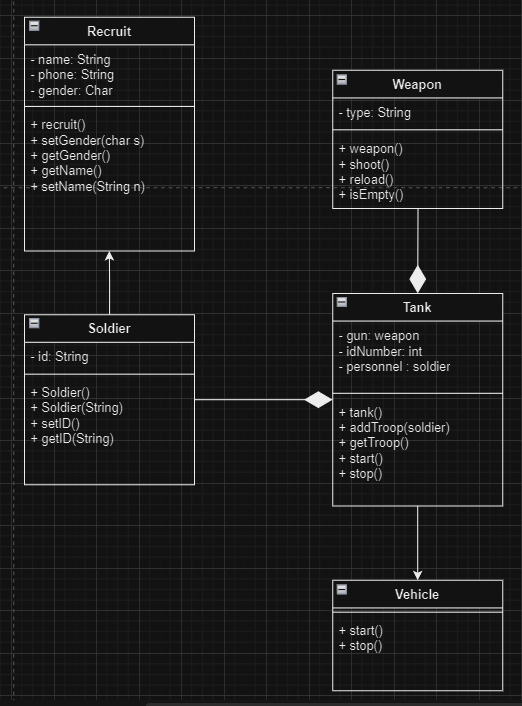 Recruit
- name: String
- phone: String
- gender: Char
+ recruit()
+ setGender(char s)
+ getGender()
+ getName()
+ setName(String n)
Weapon
- type: String
+ weapon()
+ shoot()
+ reload()
+ isEmpty()
Soldier
- id: String
+ Soldier()
+ Soldier(String)
+ setID()
+ getID(String)
Tank
- gun: weapon
- idNumber: int
- personnel : soldier
+ tank()
+ addTroop(soldier)
+ getTroop()
+ start()
+ stop()
Vehicle
+ start()
+ stop()